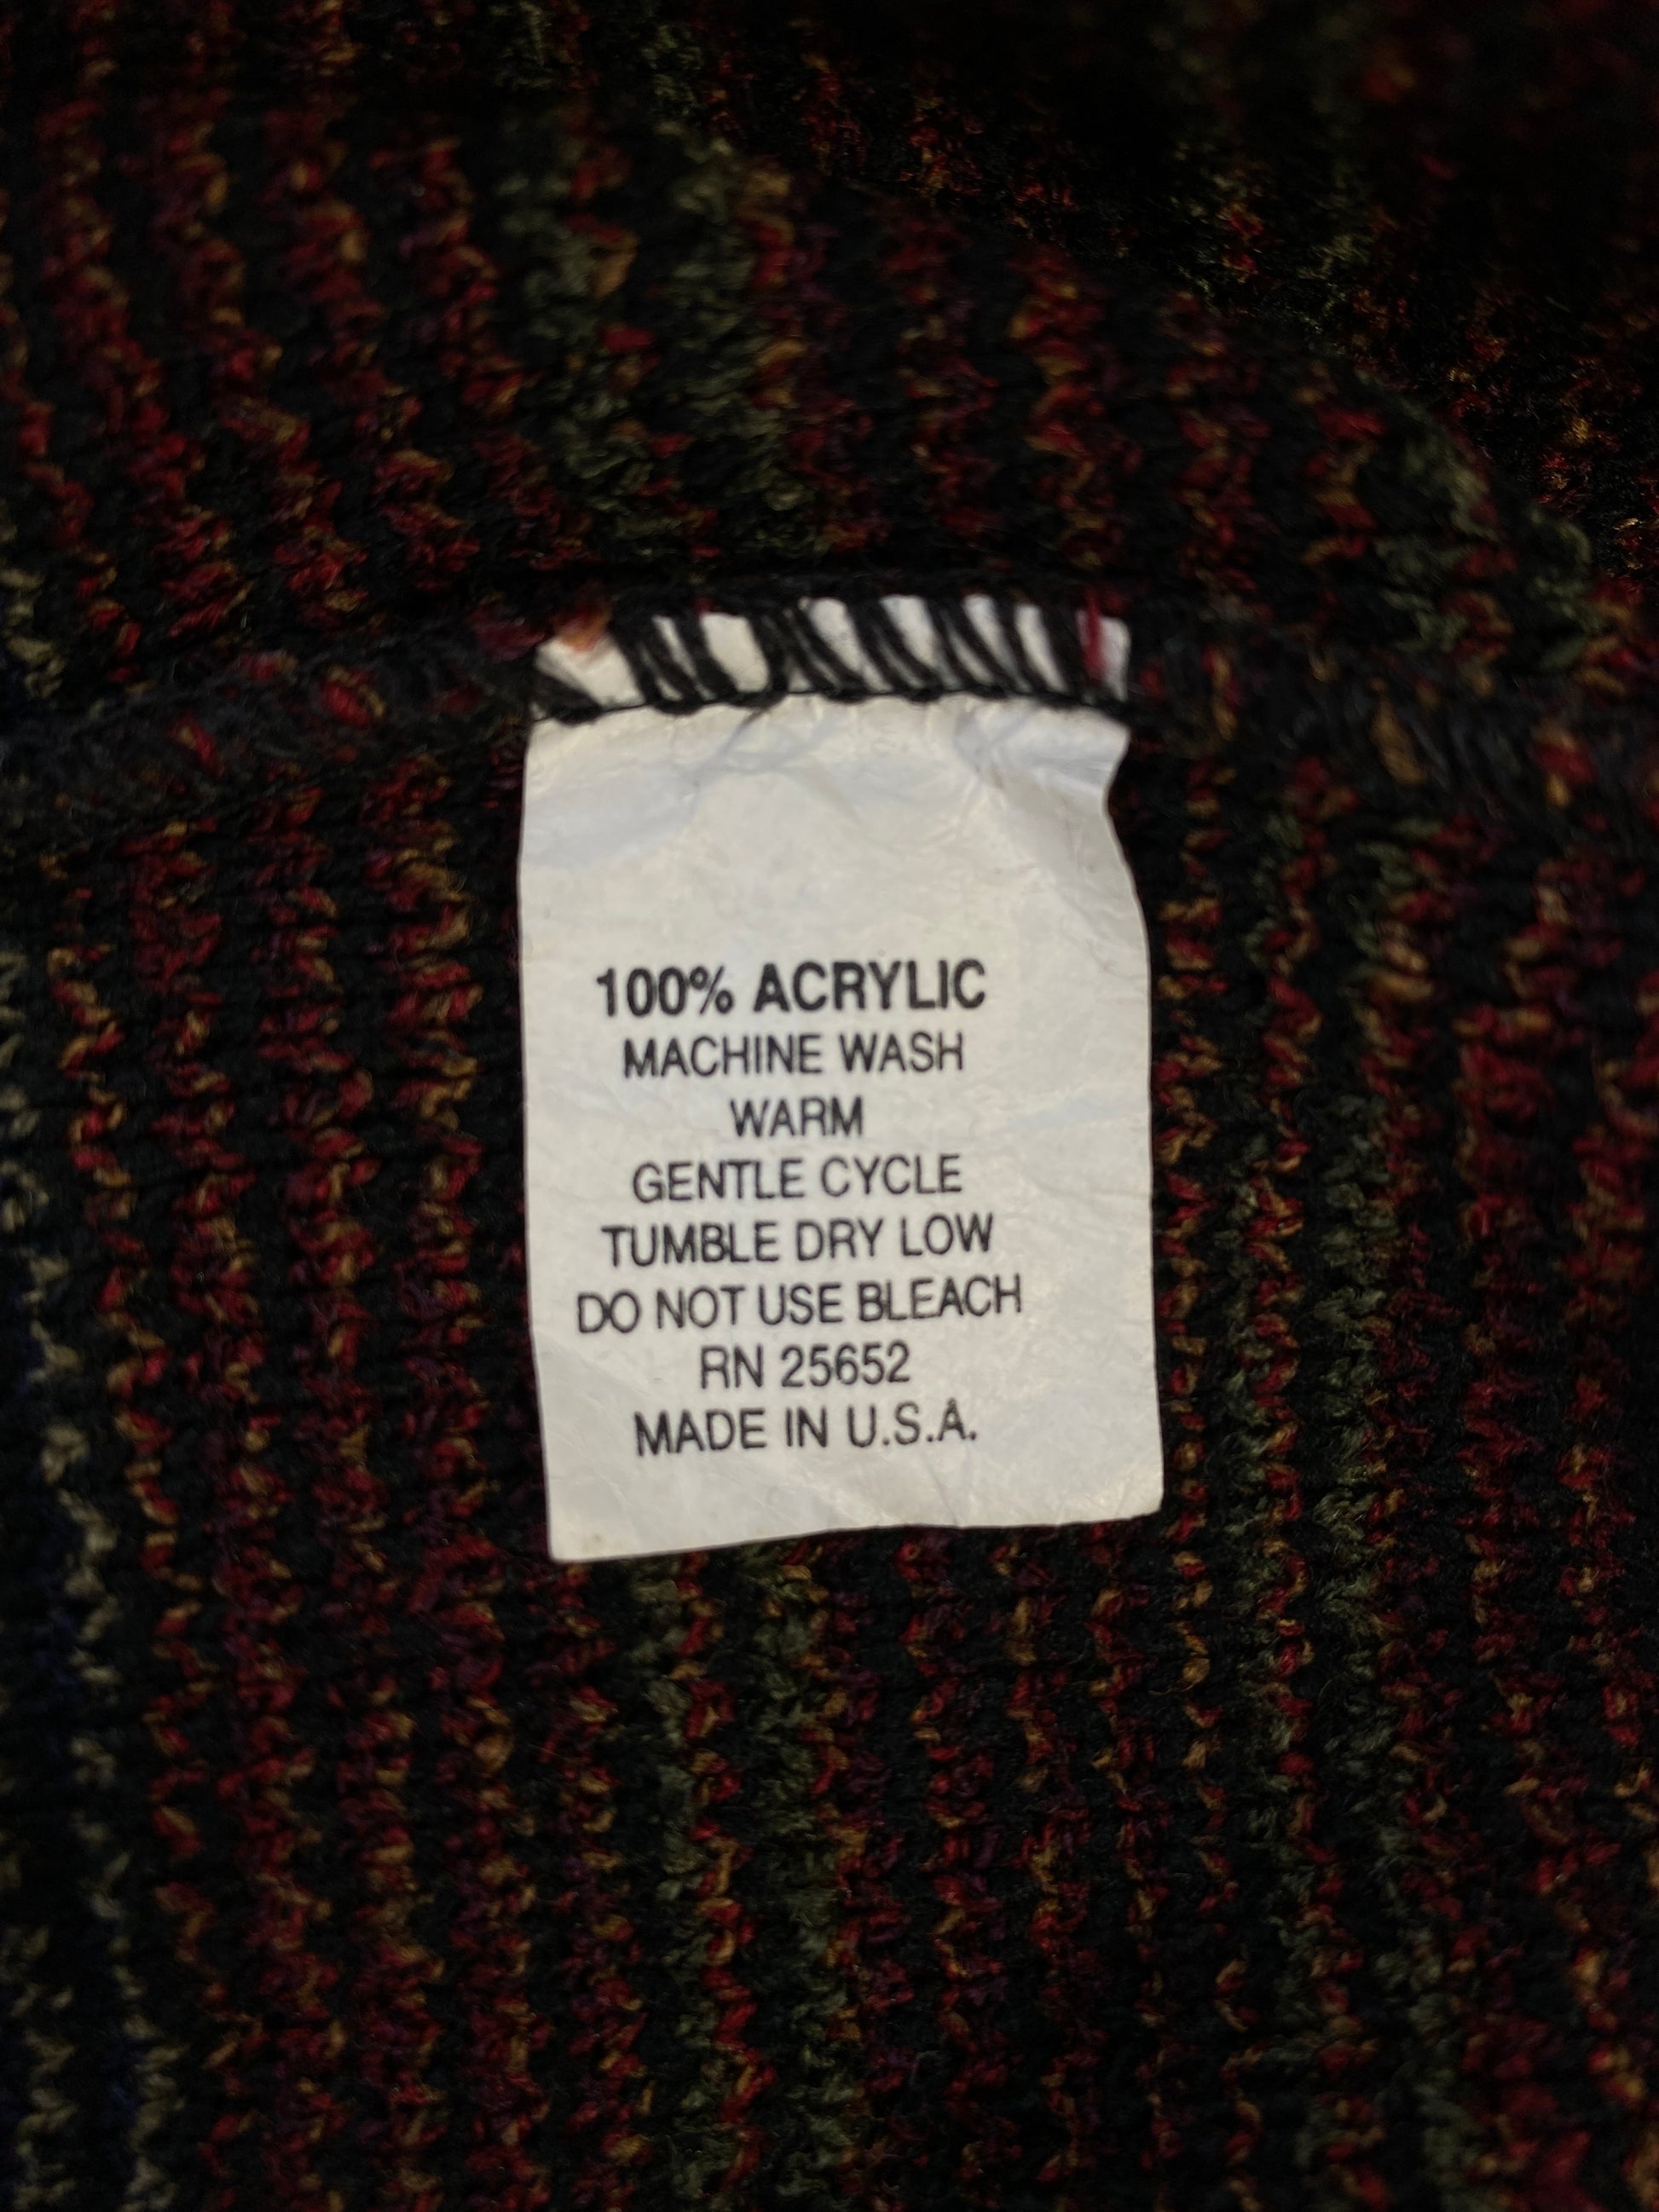 100% ACRYLIC
MACHINE WASH
WARM
GENTLE CYCLE
TUMBLE DRY LOW
DO NOT USE BLEACH
RN 25652
MADE IN U.S.A.